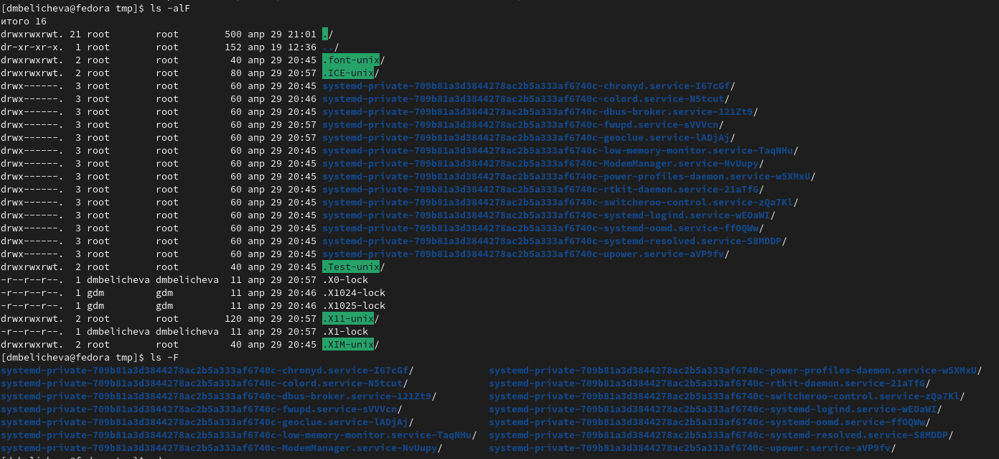 [dmbelicheva@fedora tmp]$ ls -alF
итого 16
drwxrwxrwt. 21 root        root        500 апр 29 21:01 ./
dr-xr-xr-x.  1 root        root        152 апр 19 12:36 ../
drwxrwxrwt.  2 root        root         40 апр 29 20:45 .font-unix/
drwxrwxrwt.  2 root        root         80 апр 29 20:57 .ICE-unix/
drwx------.  3 root        root         60 апр 29 20:45 systemd-private-709b81a3d3844278ac2b5a333af6740c-chronyd.service-I67cGf/
drwx------.  3 root        root         60 апр 29 20:46 systemd-private-709b81a3d3844278ac2b5a333af6740c-colord.service-N5tcut/
drwx------.  3 root        root         60 апр 29 20:45 systemd-private-709b81a3d3844278ac2b5a333af6740c-dbus-broker.service-121Zt9/
drwx------.  3 root        root         60 апр 29 20:57 systemd-private-709b81a3d3844278ac2b5a333af6740c-fwupd.service-sVVVcn/
drwx------.  3 root        root         60 апр 29 20:57 systemd-private-709b81a3d3844278ac2b5a333af6740c-geoclue.service-lADjAj/
drwx------.  3 root        root         60 апр 29 20:45 systemd-private-709b81a3d3844278ac2b5a333af6740c-low-memory-monitor.service-TaqNHu/
drwx------.  3 root        root         60 апр 29 20:45 systemd-private-709b81a3d3844278ac2b5a333af6740c-ModemManager.service-NvUupy/
drwx------.  3 root        root         60 апр 29 20:45 systemd-private-709b81a3d3844278ac2b5a333af6740c-power-profiles-daemon.service-w5XMxU/
drwx------.  3 root        root         60 апр 29 20:45 systemd-private-709b81a3d3844278ac2b5a333af6740c-rtkit-daemon.service-21aTfG/
drwx------.  3 root        root         60 апр 29 20:45 systemd-private-709b81a3d3844278ac2b5a333af6740c-switcheroo-control.service-zQa7Kl/
drwx------.  3 root        root         60 апр 29 20:45 systemd-private-709b81a3d3844278ac2b5a333af6740c-systemd-logind.service-wEOaWI/
drwx------.  3 root        root         60 апр 29 20:45 systemd-private-709b81a3d3844278ac2b5a333af6740c-systemd-oomd.service-ffOQWw/
drwx------.  3 root        root         60 апр 29 20:45 systemd-private-709b81a3d3844278ac2b5a333af6740c-systemd-resolved.service-S8MDDP/
drwx------.  3 root        root         60 апр 29 20:45 systemd-private-709b81a3d3844278ac2b5a333af6740c-upower.service-aVP9fv/
drwxrwxrwt.  2 root        root         40 апр 29 20:45 .Test-unix/
-r--r--r--.  1 dmbelicheva dmbelicheva  11 апр 29 20:57 .X0-lock
-r--r--r--.  1 gdm         gdm          11 апр 29 20:46 .X1024-lock
-r--r--r--.  1 gdm         gdm          11 апр 29 20:46 .X1025-lock
drwxrwxrwt.  2 root        root        120 апр 29 20:57 .X11-unix/
-r--r--r--.  1 dmbelicheva dmbelicheva  11 апр 29 20:57 .X1-lock
drwxrwxrwt.  2 root        root         40 апр 29 20:45 .XIM-unix/
[dmbelicheva@fedora tmp]$ ls -F
systemd-private-709b81a3d3844278ac2b5a333af6740c-chronyd.service-I67cGf/ systemd-private-709b81a3d3844278ac2b5a333af6740c-power-profiles-daemon.service-w5XMxU/
systemd-private-709b81a3d3844278ac2b5a333af6740c-colord.service-N5tcut/ systemd-private-709b81a3d3844278ac2b5a333af6740c-rtkit-daemon.service-21aTfG/
systemd-private-709b81a3d3844278ac2b5a333af6740c-dbus-broker.service-121Zt9/ systemd-private-709b81a3d3844278ac2b5a333af6740c-switcheroo-control.service-zQa7Kl/
systemd-private-709b81a3d3844278ac2b5a333af6740c-fwupd.service-sVVVcn/ systemd-private-709b81a3d3844278ac2b5a333af6740c-systemd-logind.service-wEOaWI/
systemd-private-709b81a3d3844278ac2b5a333af6740c-geoclue.service-lADjAj/ systemd-private-709b81a3d3844278ac2b5a333af6740c-systemd-oomd.service-ffOQWw/
systemd-private-709b81a3d3844278ac2b5a333af6740c-low-memory-monitor.service-TaqNHu/ systemd-private-709b81a3d3844278ac2b5a333af6740c-systemd-resolved.service-S8MDDP/
systemd-private-709b81a3d3844278ac2b5a333af6740c-ModemManager.service-NvUupy/ systemd-private-709b81a3d3844278ac2b5a333af6740c-upower.service-aVP9fv/